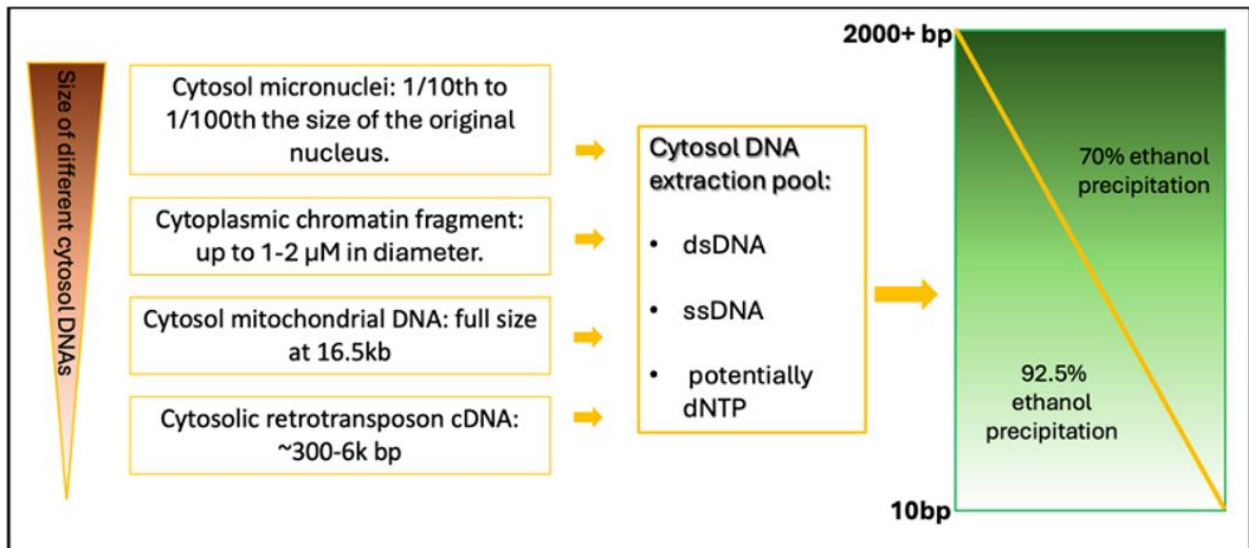 Size of different cytosol DNAs
Cytosol micronuclei: 1/10th to
1/100th the size of the original
nucleus.
Cytoplasmic chromatin fragment:
up to 1-2 µM in diameter.
Cytosol mitochondrial DNA: full size
at 16.5kb
Cytosolic retrotransposon cDNA:
~300-6k bp
Cytosol DNA
extraction pool:
• dsDNA
• ssDNA
• potentially
dNTP
2000+ bp
70% ethanol
precipitation
92.5%
ethanol
precipitation
10bp